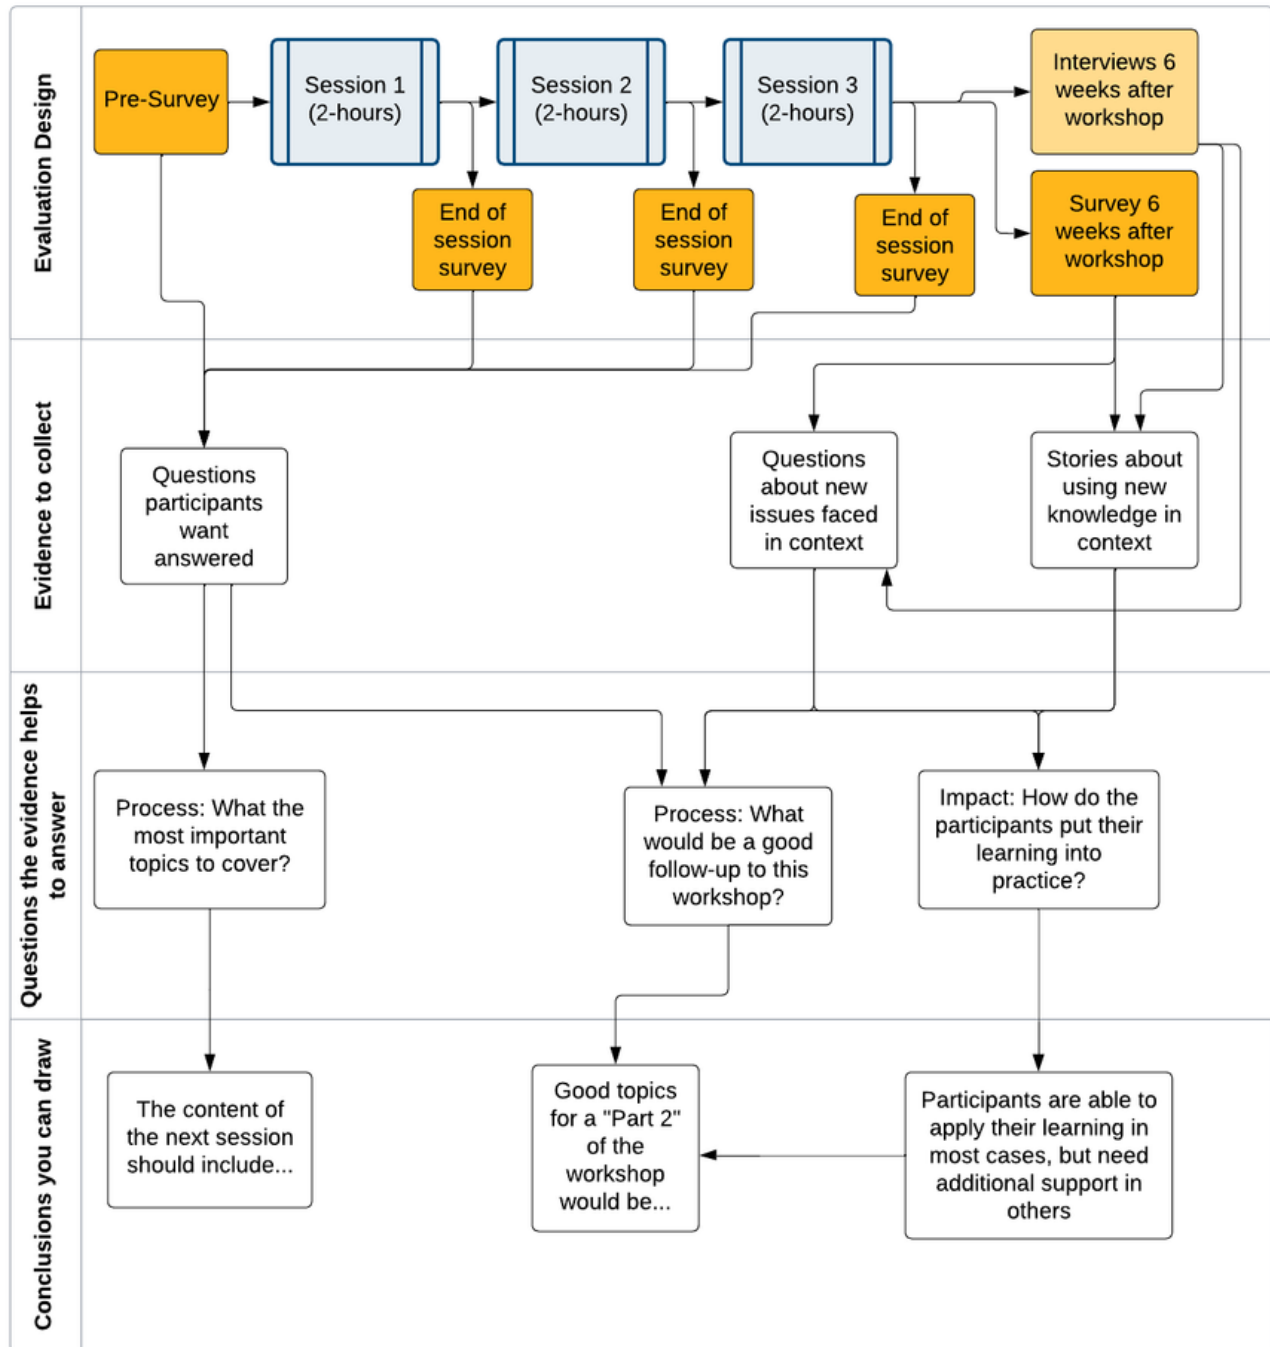 Evaluation Design
Pre-Survey
Session 1
(2-hours)
Session 2
(2-hours)
Session 3
(2-hours)
Interviews 6
weeks after
workshop
End of
session
survey
End of
session
survey
End of
session
survey
Survey 6
weeks after
workshop
Evidence to collect
Questions
participants
want
answered
Questions
about new
issues faced
in context
Stories about
using new
knowledge in
context
Questions the evidence helps
to answer
Process: What the
most important
topics to cover?
Process: What
would be a good
follow-up to this
workshop?
Impact: How do the
participants put their
learning into
practice?
Conclusions you can draw
The content of
the next session
should include...
Good topics
for a "Part 2"
of the
workshop
would be...
Participants are able to
apply their learning in
most cases, but need
additional support in
others